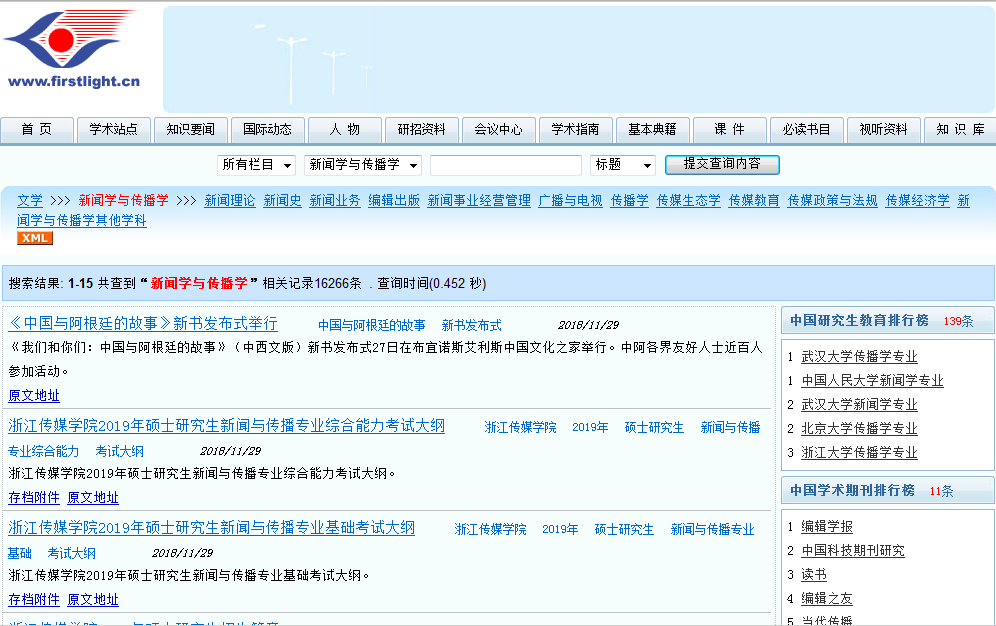 www.firstlight.cn
首 页 学术站点 知识要闻 国际动态 人 物 研招资料 会议中心 学术指南 基本典籍 课 件 必读书目 视听资料 知 识 库
所有栏目 新闻学与传播学 标题 提交查询内容
文学 >>> 新闻学与传播学 >>> 新闻理论 新闻史 新闻业务 编辑出版 新闻事业经营管理 广播与电视 传播学 传媒生态学 传媒教育 传媒政策与法规 传媒经济学 新
闻学与传播学其他学科
XML
搜索结果: 1-15 共查到“新闻学与传播学”相关记录16266条 . 查询时间(0.452 秒)
《中国与阿根廷的故事》新书发布式举行 中国与阿根廷的故事 新书发布式 2018/11/29
《我们和你们：中国与阿根廷的故事》（中西文版）新书发布式27日在布宜诺斯艾利斯中国文化之家举行。中阿各界友好人士近百人
参加活动。
原文地址
浙江传媒学院2019年硕士研究生新闻与传播专业综合能力考试大纲 浙江传媒学院 2019年 硕士研究生 新闻与传播
专业综合能力 考试大纲 2018/11/29
浙江传媒学院2019年硕士研究生新闻与传播专业综合能力考试大纲。
存档附件 原文地址
浙江传媒学院2019年硕士研究生新闻与传播专业基础考试大纲 浙江传媒学院 2019年 硕士研究生 新闻与传播专业
基础 考试大纲 2018/11/29
浙江传媒学院2019年硕士研究生新闻与传播专业基础考试大纲。
存档附件 原文地址
中国研究生教育排行榜 139条
1 武汉大学传播学专业
1 中国人民大学新闻学专业
2 武汉大学新闻学专业
2 北京大学传播学专业
3 浙江大学传播学专业
中国学术期刊排行榜 11条
1 编辑学报
2 中国科技期刊研究
3 读书
4 编辑之友
5 当代传播